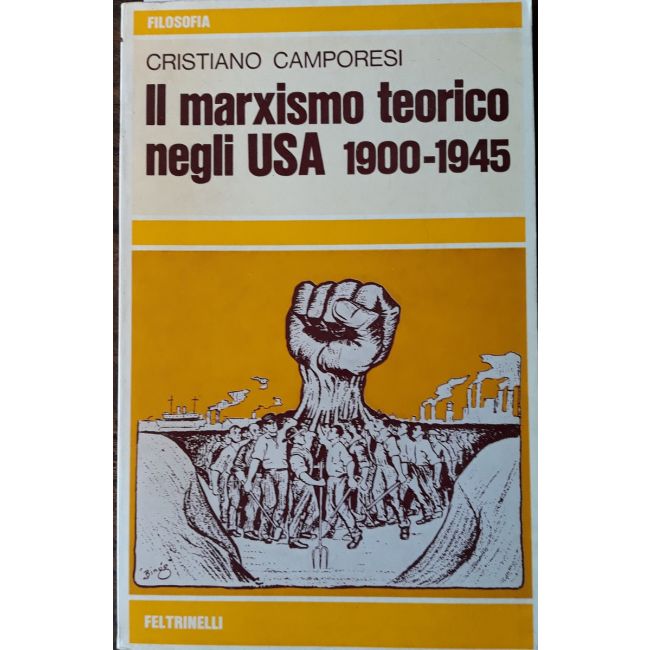 FILOSOFIA
CRISTIANO CAMPORESI
Il marxismo teorico
negli USA 1900-1945
FELTRINELLI